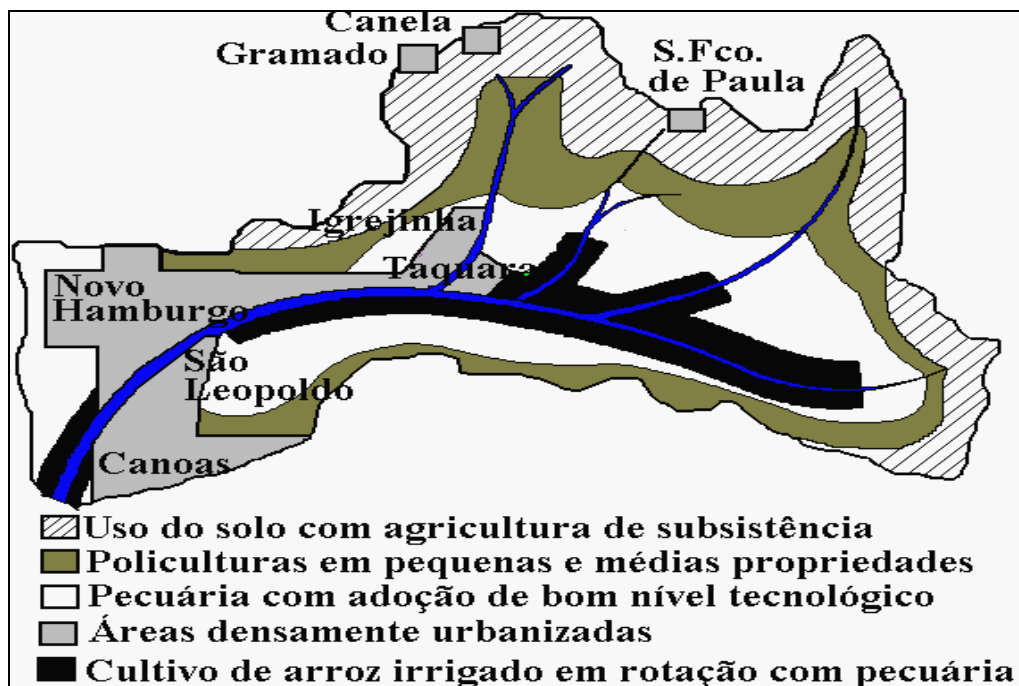 Canela
Gramado
S.Fco.
de Paula
Igrejinha
Taquara
Novo
Hamburgo
São
Leopoldo
Canoas
Uso do solo com agricultura de subsistência
Policulturas em pequenas e médias propriedades
Pecuária com adoção de bom nível tecnológico
Áreas densamente urbanizadas
Cultivo de arroz irrigado em rotação com pecuária